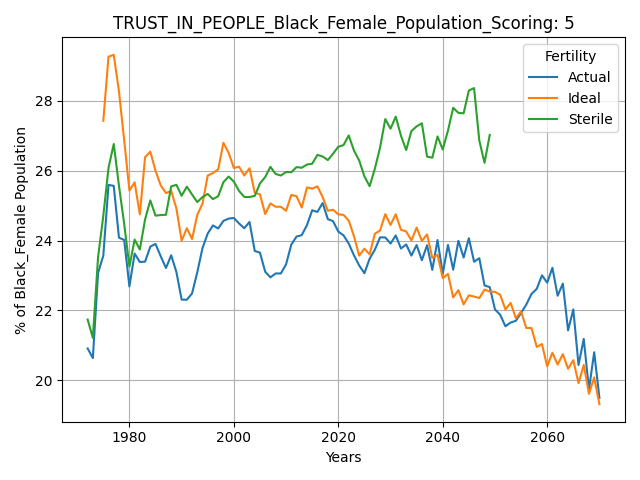 TRUST_IN_PEOPLE_Black_Female_Population_Scoring: 5
% of Black_Female Population
28
26
24
22
20
1980
2000
2020
2040
2060
Years
Fertility
Actual
Ideal
Sterile